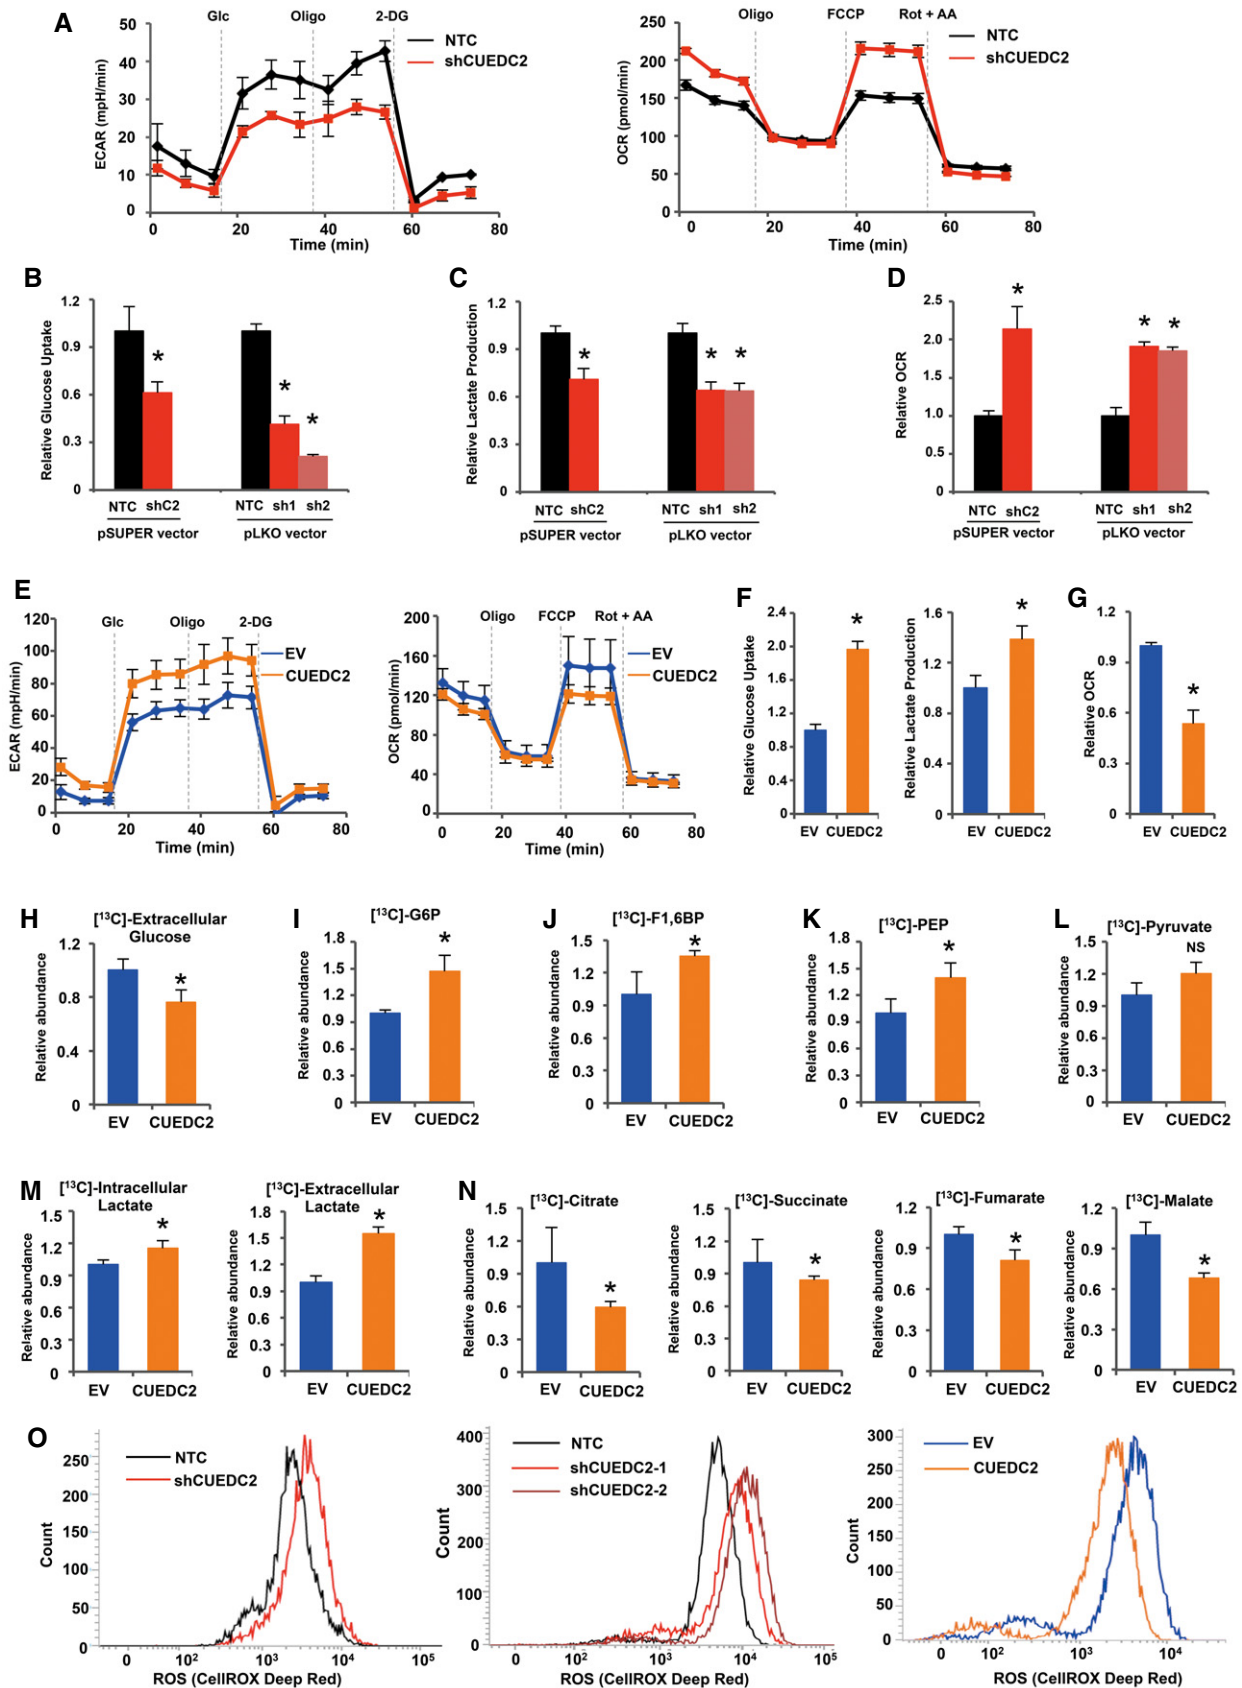 A
Glc Oligo 2-DG
NTC
shCUEDC2
ECAR (mpH/min)
50
40
30
20
10
0
0 20 40 60 80
Time (min)
Oligo FCCP Rot + AA
NTC
shCUEDC2
OCR (pmol/min)
250
200
150
100
50
0
0 20 40 60 80
Time (min)
B
Relative Glucose Uptake
1.2
0.9
0.6
0.3
0
* * *
NTC shC2 NTC sh1 sh2
pSUPER vector pLKO vector
C
Relative Lactate Production
1.2
0.9
0.6
0.3
0
* * *
NTC shC2 NTC sh1 sh2
pSUPER vector pLKO vector
D
Relative OCR
2.5
2.0
1.5
1.0
0.5
0
* * *
NTC shC2 NTC sh1 sh2
pSUPER vector pLKO vector
E
Glc Oligo 2-DG
EV
CUEDC2
ECAR (mpH/min)
120
100
80
60
40
20
0
0 20 40 60 80
Time (min)
Oligo FCCP Rot + AA
EV
CUEDC2
OCR (pmol/min)
200
160
120
80
40
0
0 20 40 60 80
Time (min)
F
Relative Glucose Uptake
2.4
2.0
1.6
1.2
0.8
0.4
0
*
EV CUEDC2
Relative Lactate Production
1.6
1.2
0.8
0.4
0
*
EV CUEDC2
G
Relative OCR
1.2
0.9
0.6
0.3
0
*
EV CUEDC2
H
[¹³C]-Extracellular
Glucose
Relative abundance
1.2
0.8
0.4
0
*
EV CUEDC2
I
[¹³C]-G6P
Relative abundance
1.8
1.5
1.2
0.9
0.6
0.3
0
*
EV CUEDC2
J
[¹³C]-F1,6BP
Relative abundance
1.5
1.2
0.9
0.6
0.3
0
*
EV CUEDC2
K
[¹³C]-PEP
Relative abundance
1.8
1.5
1.2
0.9
0.6
0.3
0
*
EV CUEDC2
L
[¹³C]-Pyruvate
NS
Relative abundance
1.5
1.2
0.9
0.6
0.3
0
EV CUEDC2
M
[¹³C]-Intracellular
Lactate
Relative abundance
1.5
1.2
0.9
0.6
0.3
0
*
EV CUEDC2
[¹³C]-Extracellular
Lactate
Relative abundance
1.8
1.5
1.2
0.9
0.6
0.3
0
*
EV CUEDC2
N
[¹³C]-Citrate
Relative abundance
1.5
1.2
0.9
0.6
0.3
0
*
EV CUEDC2
[¹³C]-Succinate
Relative abundance
1.5
1.2
0.9
0.6
0.3
0
*
EV CUEDC2
[¹³C]-Fumarate
Relative abundance
1.2
0.9
0.6
0.3
0
*
EV CUEDC2
[¹³C]-Malate
Relative abundance
1.2
0.9
0.6
0.3
0
*
EV CUEDC2
O
NTC
shCUEDC2
Count
250
200
150
100
50
0
0 10² 10³ 10⁴ 10⁵
ROS (CellROX Deep Red)
NTC
shCUEDC2-1
shCUEDC2-2
Count
400
300
200
100
0
0 10² 10³ 10⁴ 10⁵
ROS (CellROX Deep Red)
EV
CUEDC2
Count
300
250
200
150
100
50
0
0 10² 10³ 10⁴
ROS (CellROX Deep Red)